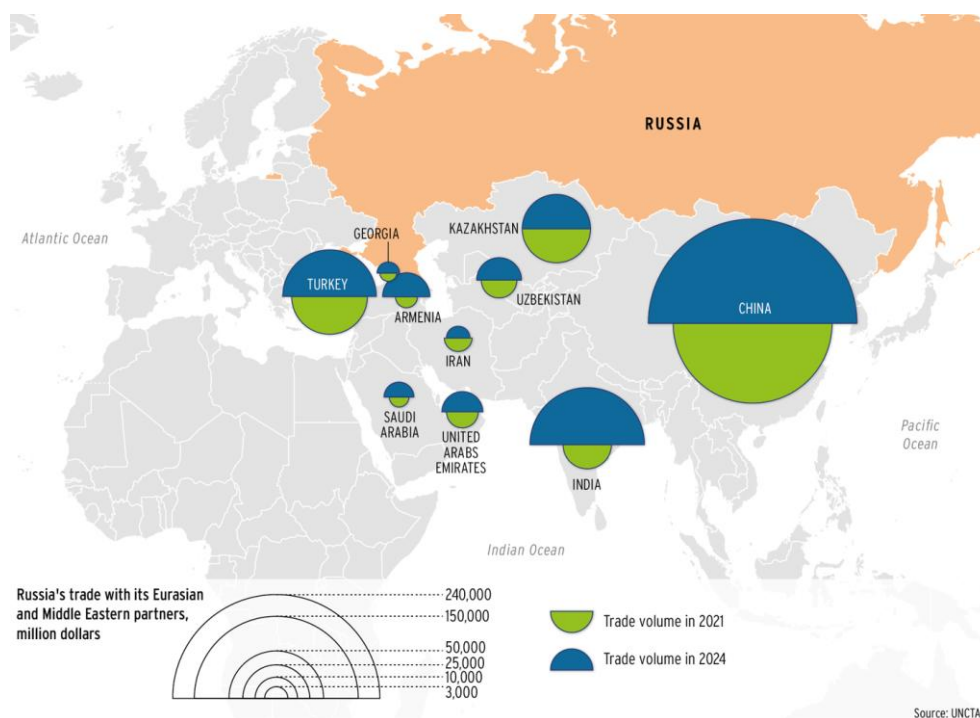 RUSSIA
Atlantic Ocean
GEORGIA
KAZAKHSTAN
TURKEY
ARMENIA
UZBEKISTAN
CHINA
IRAN
SAUDI
ARABIA
UNITED
ARABS
EMIRATES
INDIA
Pacific
Ocean
Indian Ocean
Russia's trade with its Eurasian
and Middle Eastern partners,
million dollars
240,000
150,000
50,000
25,000
10,000
3,000
Trade volume in 2021
Trade volume in 2024
Source: UNCTA